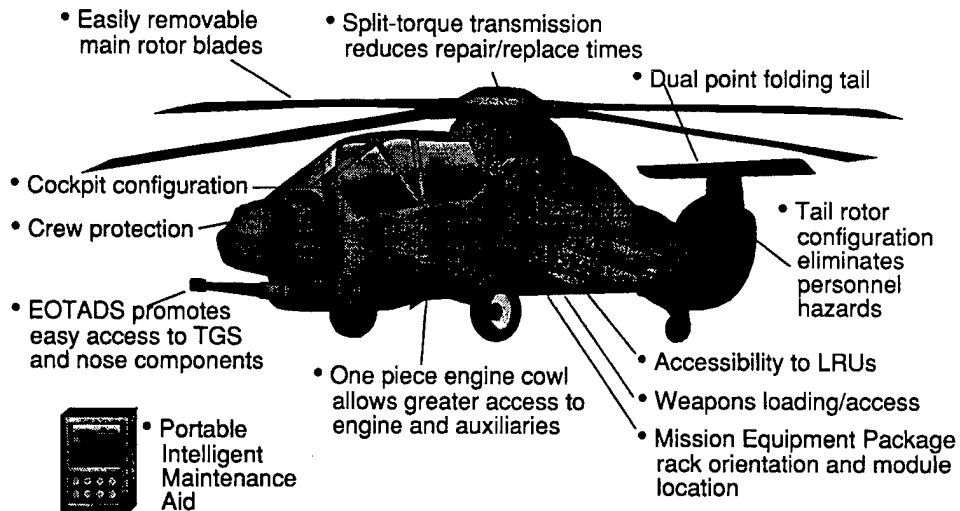 • Easily removable
main rotor blades
• Split-torque transmission
reduces repair/replace times
• Dual point folding tail
• Cockpit configuration
• Crew protection
• Tail rotor
configuration
eliminates
personnel
hazards
• EOTADS promotes
easy access to TGS
and nose components
• One piece engine cowl
allows greater access to
engine and auxiliaries
• Accessibility to LRUs
• Weapons loading/access
• Mission Equipment Package
rack orientation and module
location
• Portable
Intelligent
Maintenance
Aid